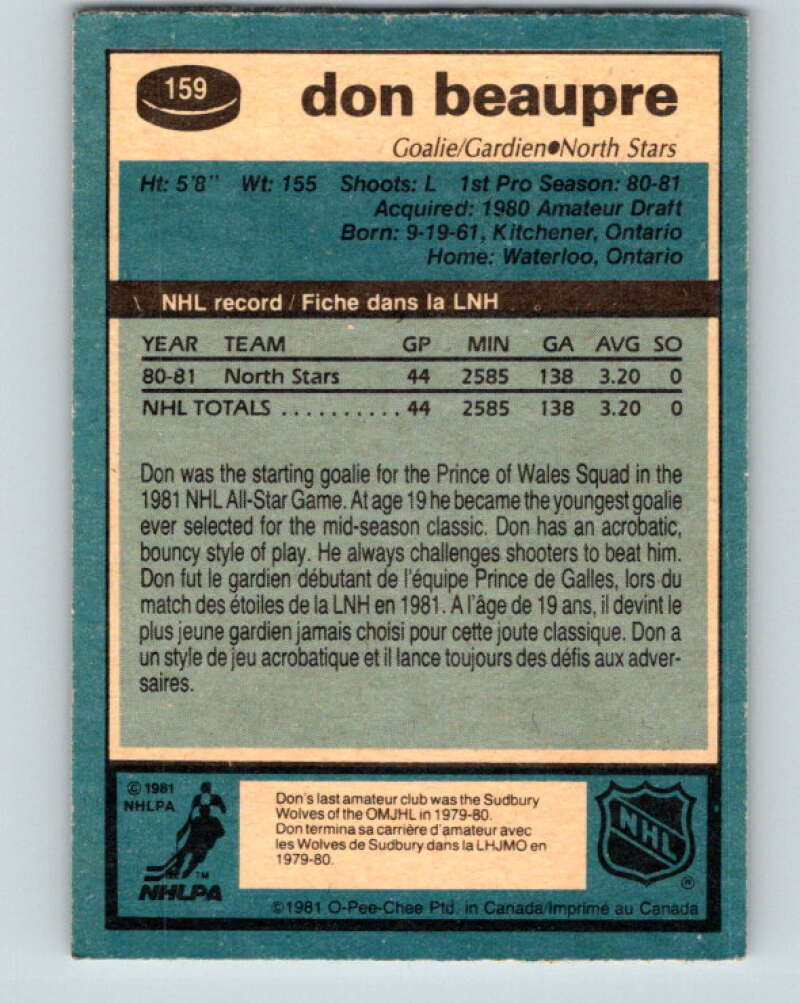 159
don beaupre
Goalie/Gardien●North Stars
Ht: 5'8" Wt: 155 Shoots: L 1st Pro Season: 80-81
Acquired: 1980 Amateur Draft
Born: 9-19-61, Kitchener, Ontario
Home: Waterloo, Ontario
NHL record / Fiche dans la LNH
YEAR TEAM GP MIN GA AVG SO
80-81 North Stars 44 2585 138 3.20 0
NHL TOTALS . . . . . . . . . . 44 2585 138 3.20 0
Don was the starting goalie for the Prince of Wales Squad in the
1981 NHL All-Star Game. At age 19 he became the youngest goalie
ever selected for the mid-season classic. Don has an acrobatic,
bouncy style of play. He always challenges shooters to beat him.
Don fut le gardien débutant de l'équipe Prince de Galles, lors du
match des étoiles de la LNH en 1981. A l'âge de 19 ans, il devint le
plus jeune gardien jamais choisi pour cette joute classique. Don a
un style de jeu acrobatique et il lance toujours des défis aux adver-
saires.
© 1981
NHLPA
TM
NHLPA
Don's last amateur club was the Sudbury
Wolves of the OMJHL in 1979-80.
Don termina sa carrière d'amateur avec
les Wolves de Sudbury dans la LHJMO en
1979-80.
NHL
®
©1981 O-Pee-Chee Ptd. in Canada/Imprimé au Canada